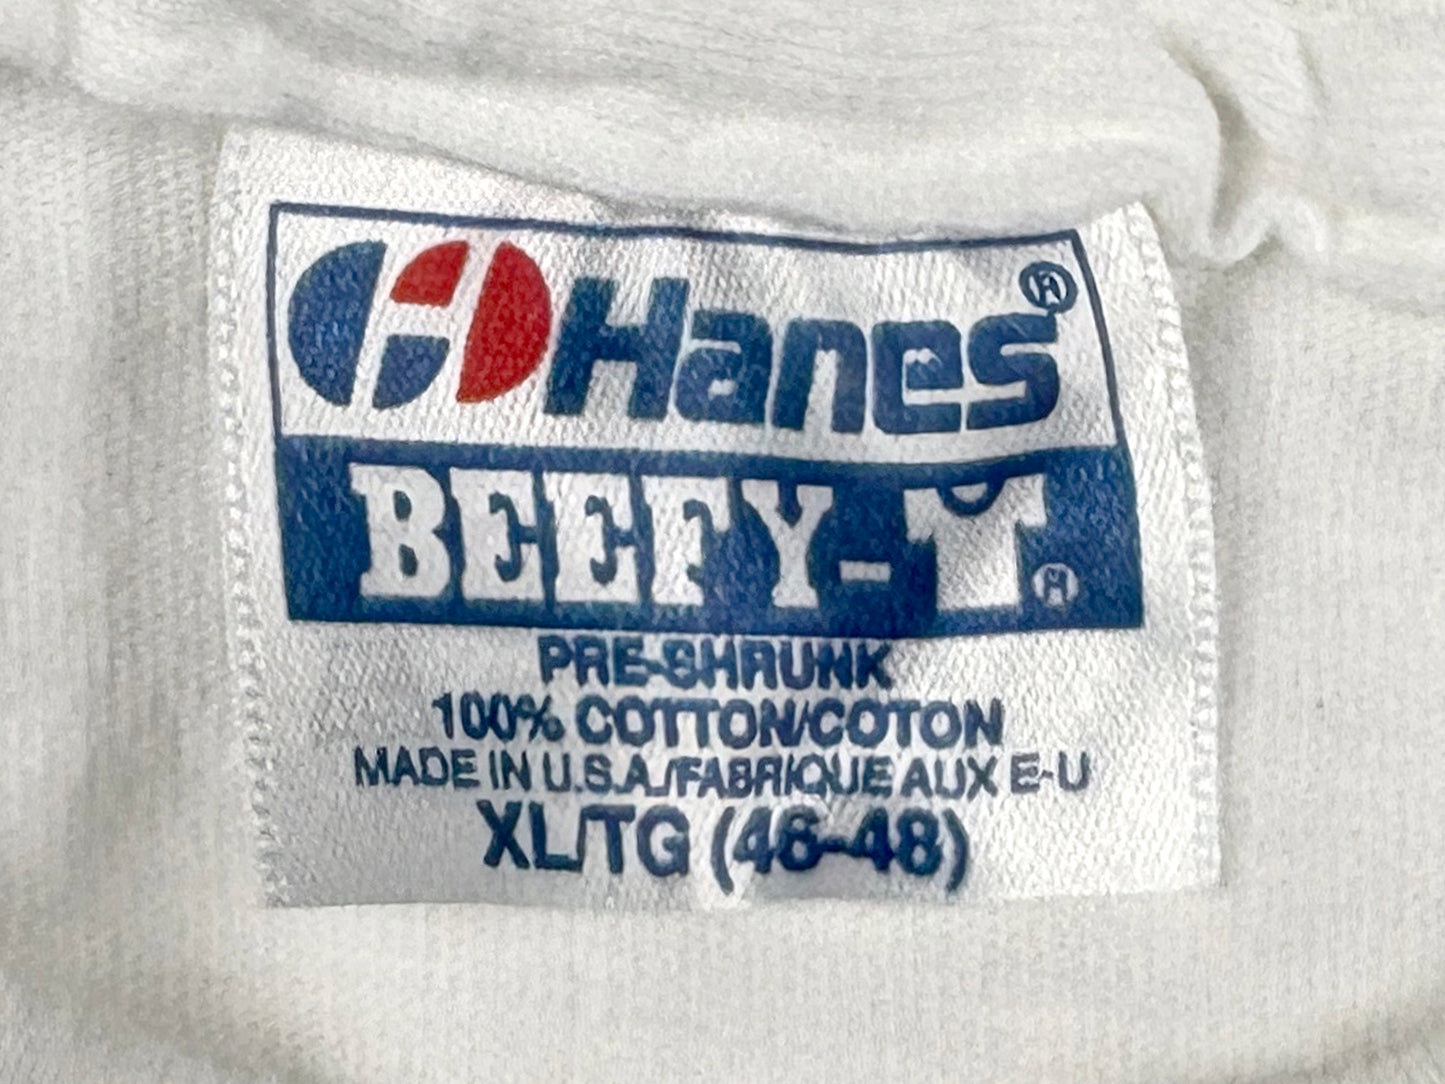 Hanes®
BEEFY-T®
PRE-SHRUNK
100% COTTON/COTON
MADE IN U.S.A./FABRIQUE AUX E-U
XL/TG (46-48)